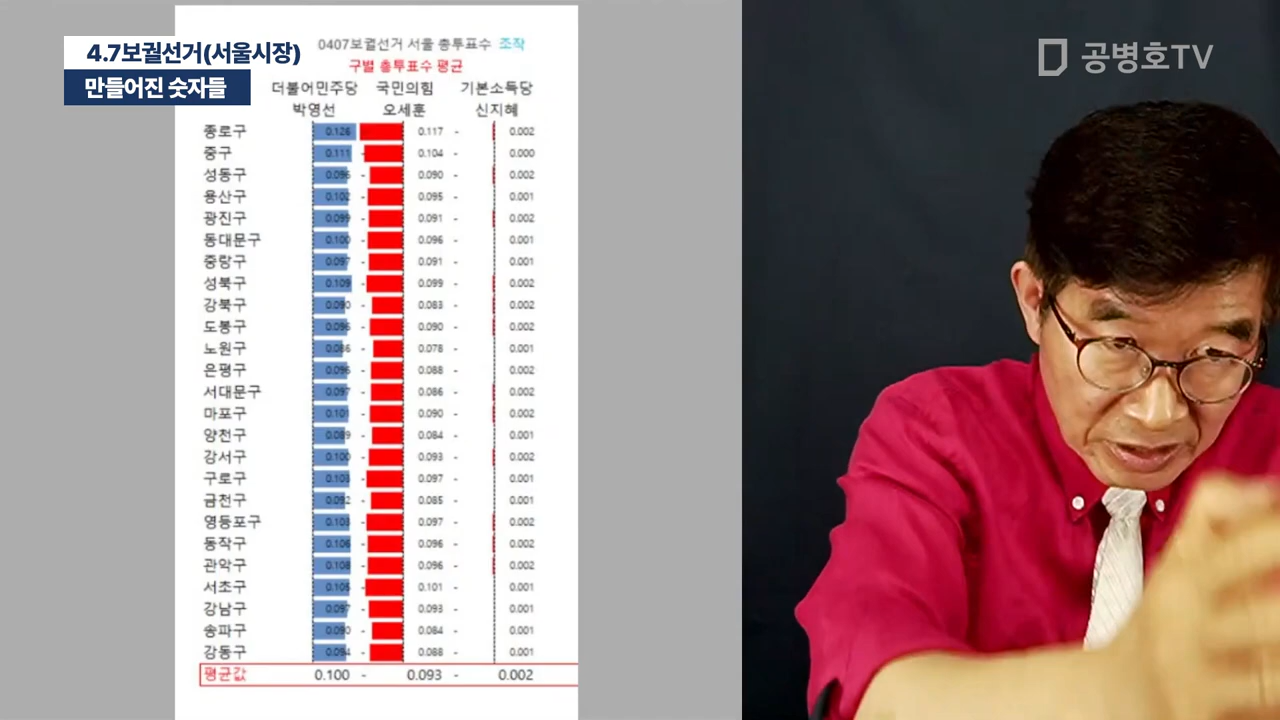 4.7보궐선거(서울시장)
만들어진 숫자들
공병호TV
0407보궐선거 서울 총투표수 조작
구별 총투표수 평균
더불어민주당 국민의힘 기본소득당
박영선 오세훈 신지혜
종로구 0.126 0.117 - 0.002
중구 0.111 - 0.104 - 0.000
성동구 0.096 - 0.090 - 0.002
용산구 0.102 - 0.095 - 0.001
광진구 0.099 - 0.091 - 0.002
동대문구 0.100 - 0.096 - 0.001
중랑구 0.097 - 0.091 - 0.001
성북구 0.109 - 0.099 - 0.002
강북구 0.090 - 0.083 - 0.002
도봉구 0.096 - 0.090 - 0.002
노원구 0.086 - 0.078 - 0.001
은평구 0.096 - 0.088 - 0.002
서대문구 0.097 - 0.086 - 0.002
마포구 0.101 - 0.090 - 0.002
양천구 0.089 - 0.084 - 0.001
강서구 0.100 - 0.093 - 0.002
구로구 0.103 - 0.097 - 0.001
금천구 0.092 - 0.085 - 0.001
영등포구 0.103 - 0.097 - 0.002
동작구 0.106 - 0.096 - 0.002
관악구 0.108 - 0.096 - 0.002
서초구 0.105 - 0.101 - 0.001
강남구 0.097 - 0.093 - 0.001
송파구 0.090 - 0.084 - 0.001
강동구 0.094 - 0.088 - 0.001
평균값 0.100 - 0.093 - 0.002